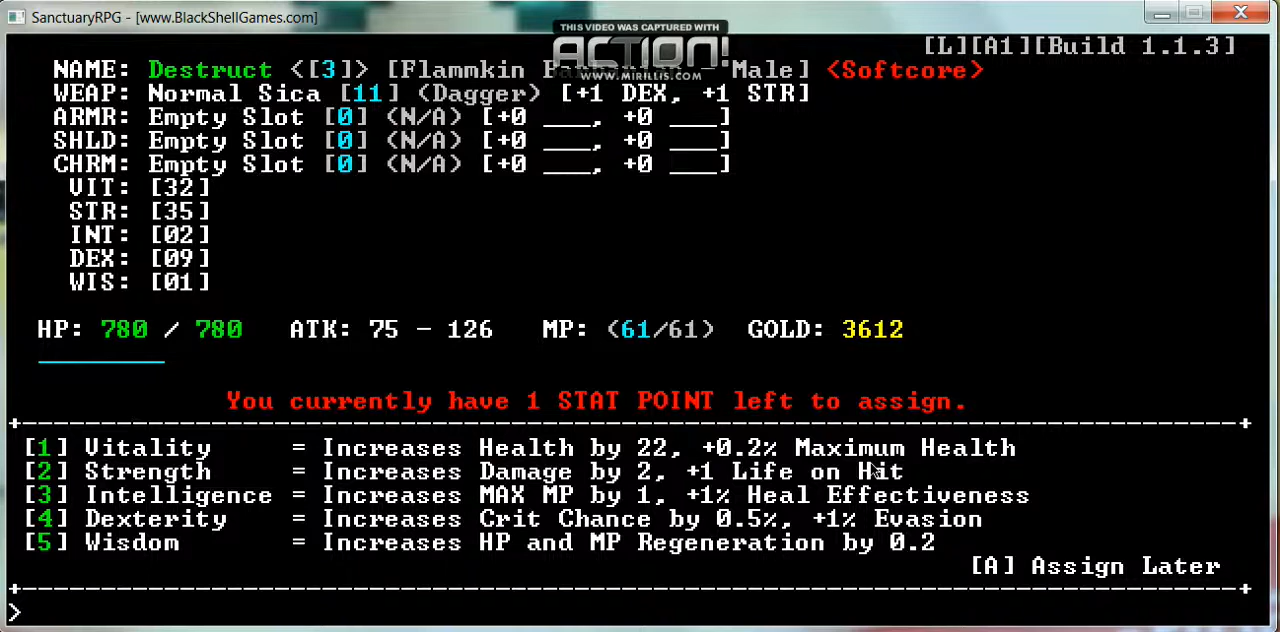 SanctuaryRPG - [www.BlackShellGames.com]
THIS VIDEO WAS CAPTURED WITH
ACTION!
WWW.MIRILLIS.COM
[L][A1][Build 1.1.3]
NAME: Destruct <[3]> [Flammkin Male] <Softcore>
WEAP: Normal Sica [11] (Dagger) [+1 DEX, +1 STR]
ARMR: Empty Slot [0] (N/A) [+0 ___, +0 ___]
SHLD: Empty Slot [0] (N/A) [+0 ___, +0 ___]
CHRM: Empty Slot [0] (N/A) [+0 ___, +0 ___]
VIT: [32]
STR: [35]
INT: [02]
DEX: [09]
WIS: [01]
HP: 780 / 780 ATK: 75 - 126 MP: (61/61) GOLD: 3612
You currently have 1 STAT POINT left to assign.
[1] Vitality = Increases Health by 22, +0.2% Maximum Health
[2] Strength = Increases Damage by 2, +1 Life on Hit
[3] Intelligence = Increases MAX MP by 1, +1% Heal Effectiveness
[4] Dexterity = Increases Crit Chance by 0.5%, +1% Evasion
[5] Wisdom = Increases HP and MP Regeneration by 0.2
[A] Assign Later
>